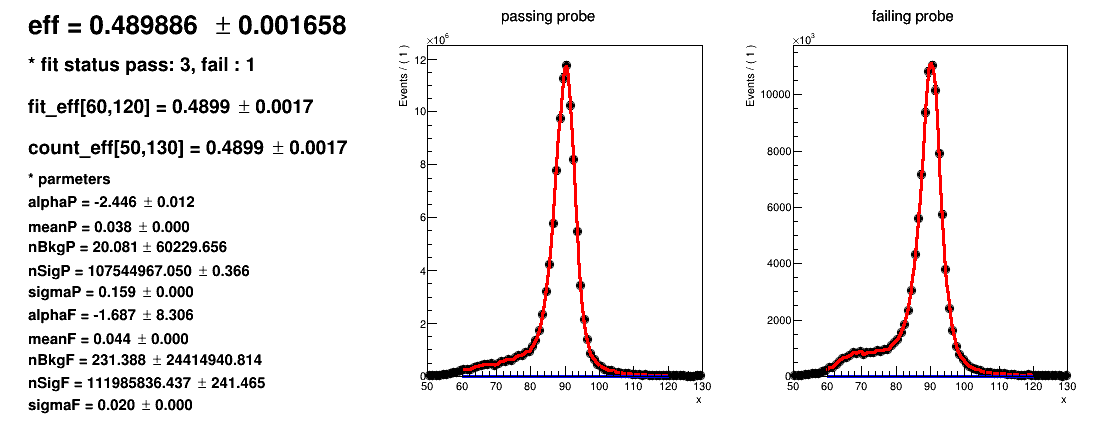 eff = 0.489886 ± 0.001658
* fit status pass: 3, fail : 1
fit_eff[60,120] = 0.4899 ± 0.0017
count_eff[50,130] = 0.4899 ± 0.0017
* parmeters
alphaP = -2.446 ± 0.012
meanP = 0.038 ± 0.000
nBkgP = 20.081 ± 60229.656
nSigP = 107544967.050 ± 0.366
sigmaP = 0.159 ± 0.000
alphaF = -1.687 ± 8.306
meanF = 0.044 ± 0.000
nBkgF = 231.388 ± 24414940.814
nSigF = 111985836.437 ± 241.465
sigmaF = 0.020 ± 0.000
passing probe
×10⁶
Events / ( 1 )
12
10
8
6
4
2
0
50 60 70 80 90 100 110 120 130
x
failing probe
×10³
Events / ( 1 )
10000
8000
6000
4000
2000
0
50 60 70 80 90 100 110 120 130
x